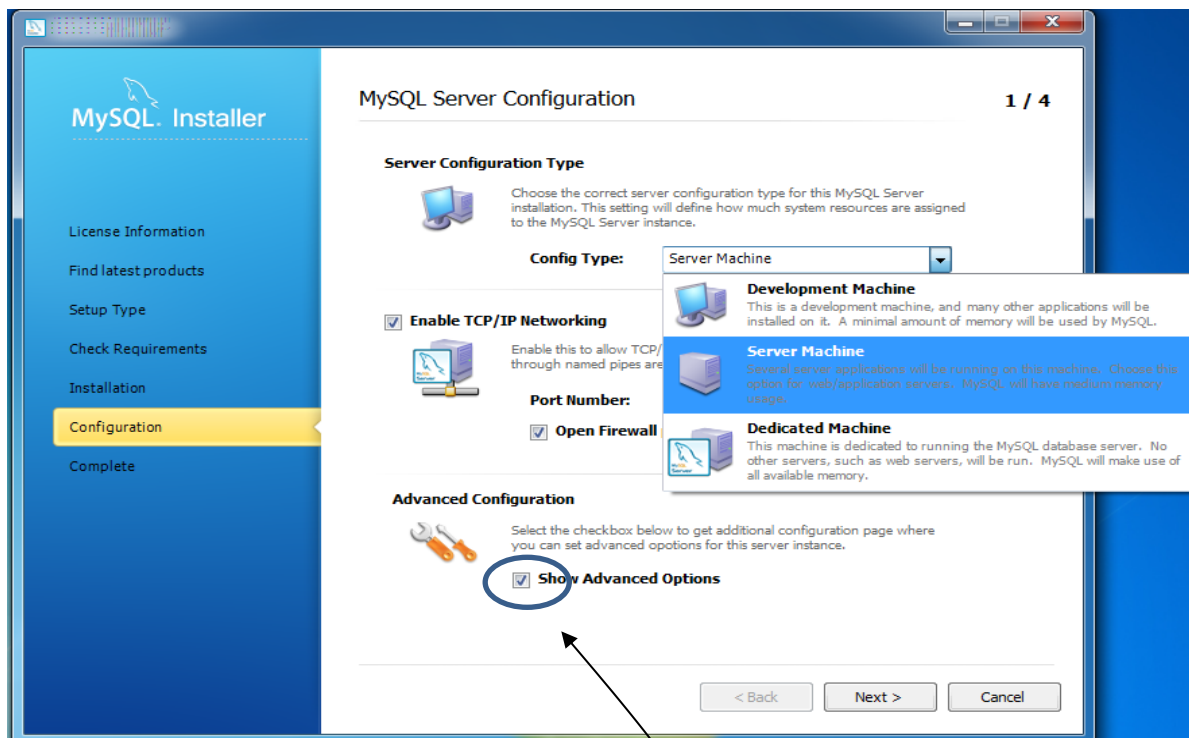 MySQL Installer
License Information
Find latest products
Setup Type
Check Requirements
Installation
Configuration
Complete
MySQL Server Configuration
1 / 4
Server Configuration Type
Choose the correct server configuration type for this MySQL Server
installation. This setting will define how much system resources are assigned
to the MySQL Server instance.
Config Type:
Server Machine
Development Machine
This is a development machine, and many other applications will be
installed on it. A minimal amount of memory will be used by MySQL.
Server Machine
Several server applications will be running on this machine. Choose this
option for web/application servers. MySQL will have medium memory
usage.
Dedicated Machine
This machine is dedicated to running the MySQL database server. No
other servers, such as web servers, will be run. MySQL will make use of
all available memory.
Enable TCP/IP Networking
Enable this to allow TCP/
through named pipes are
Port Number:
Open Firewall
Advanced Configuration
Select the checkbox below to get additional configuration page where
you can set advanced opotions for this server instance.
Show Advanced Options
< Back
Next >
Cancel